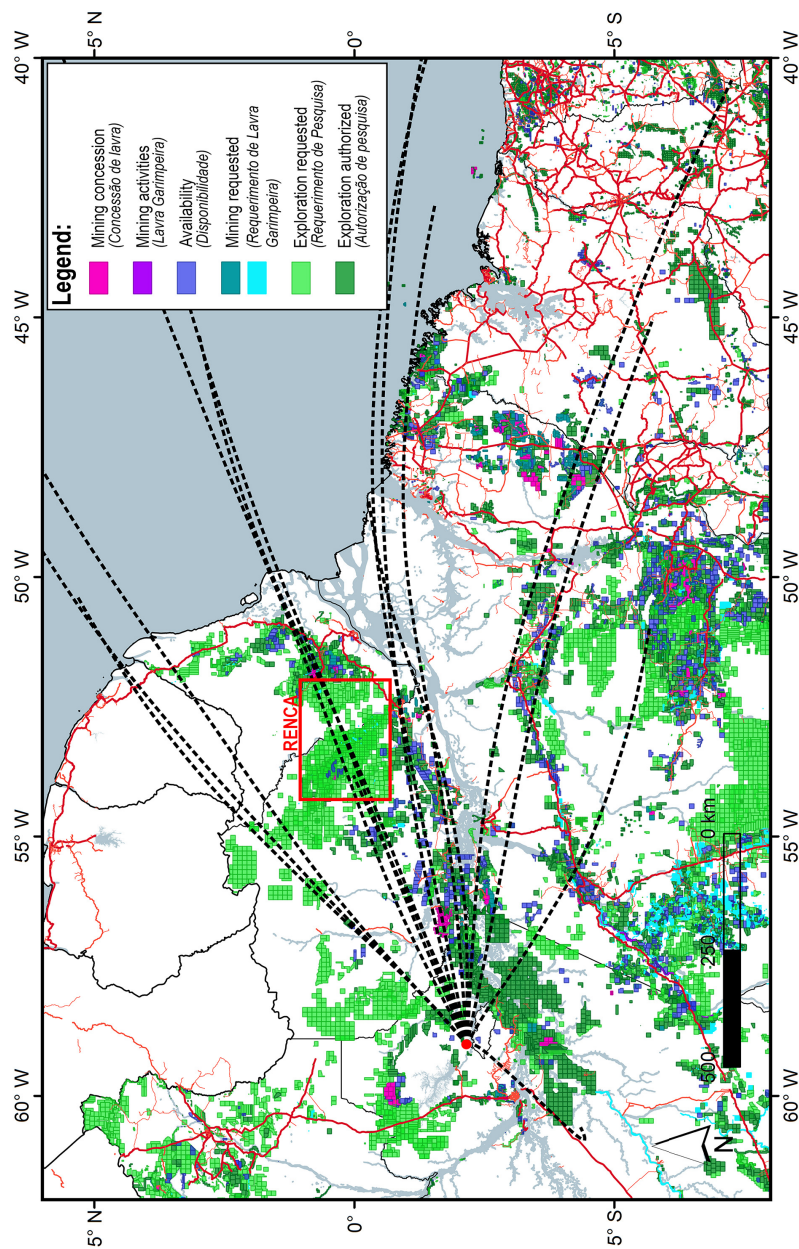 Legend:
Mining concession
(Concessão de lavra)
Mining activities
(Lavra Garimpeira)
Availability
(Disponibilidade)
Mining requested
(Requerimento de Lavra
Garimpeira)
Exploration requested
(Requerimento de Pesquisa)
Exploration authorized
(Autorização de pesquisa)
RENCA
60° W
55° W
50° W
45° W
40° W
5° N
5° N
0°
0°
5° S
5° S
60° W
55° W
50° W
45° W
40° W
N
500
250
0 km